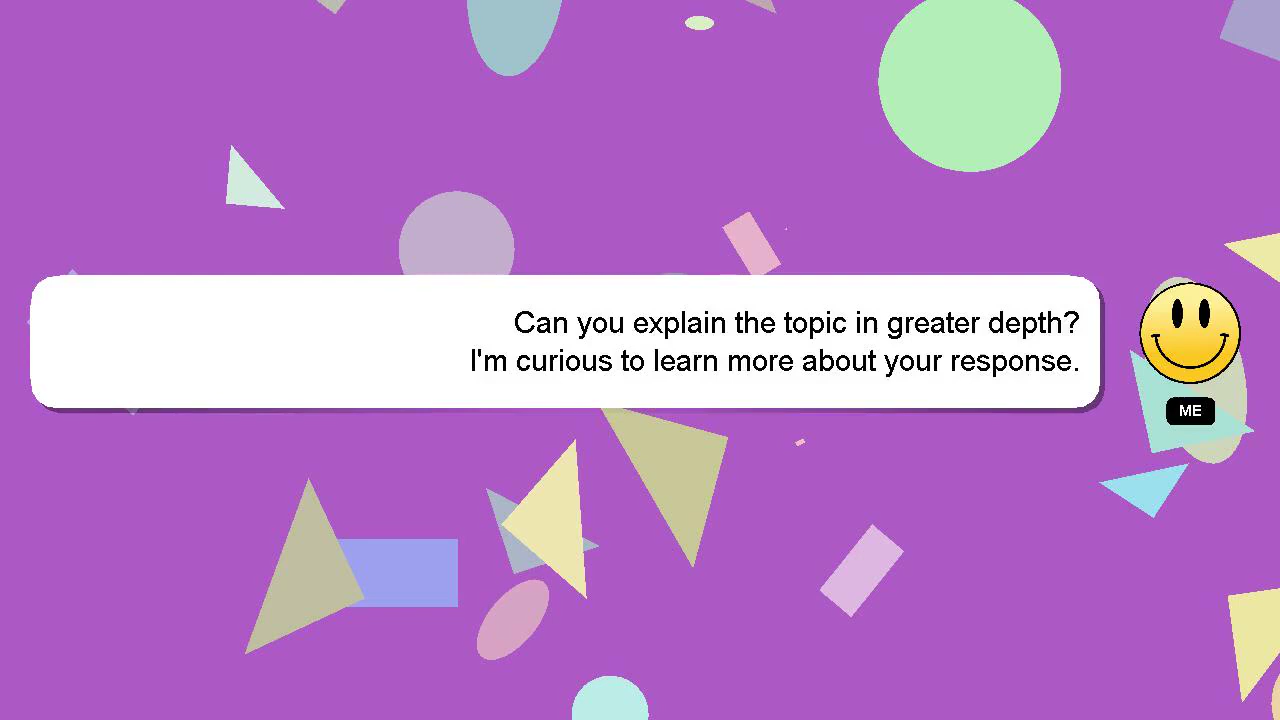 Can you explain the topic in greater depth?
I'm curious to learn more about your response.
ME